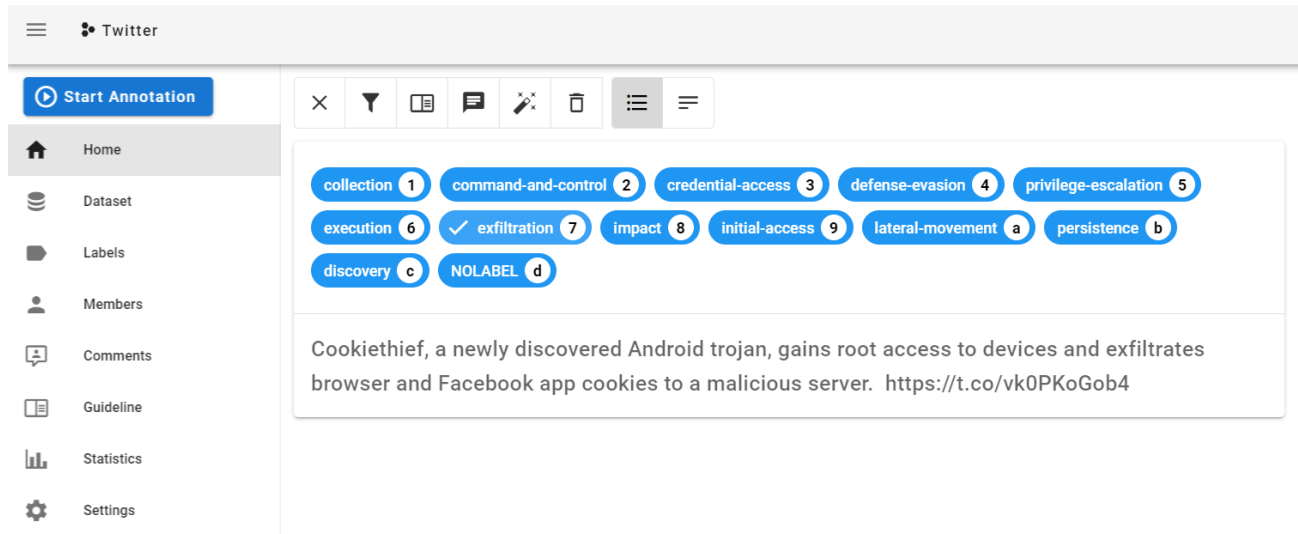 Twitter
Start Annotation
Home
Dataset
Labels
Members
Comments
Guideline
Statistics
Settings
collection 1 command-and-control 2 credential-access 3 defense-evasion 4 privilege-escalation 5
execution 6 exfiltration 7 impact 8 initial-access 9 lateral-movement a persistence b
discovery c NOLABEL d
Cookiethief, a newly discovered Android trojan, gains root access to devices and exfiltrates
browser and Facebook app cookies to a malicious server. https://t.co/vk0PKoGob4